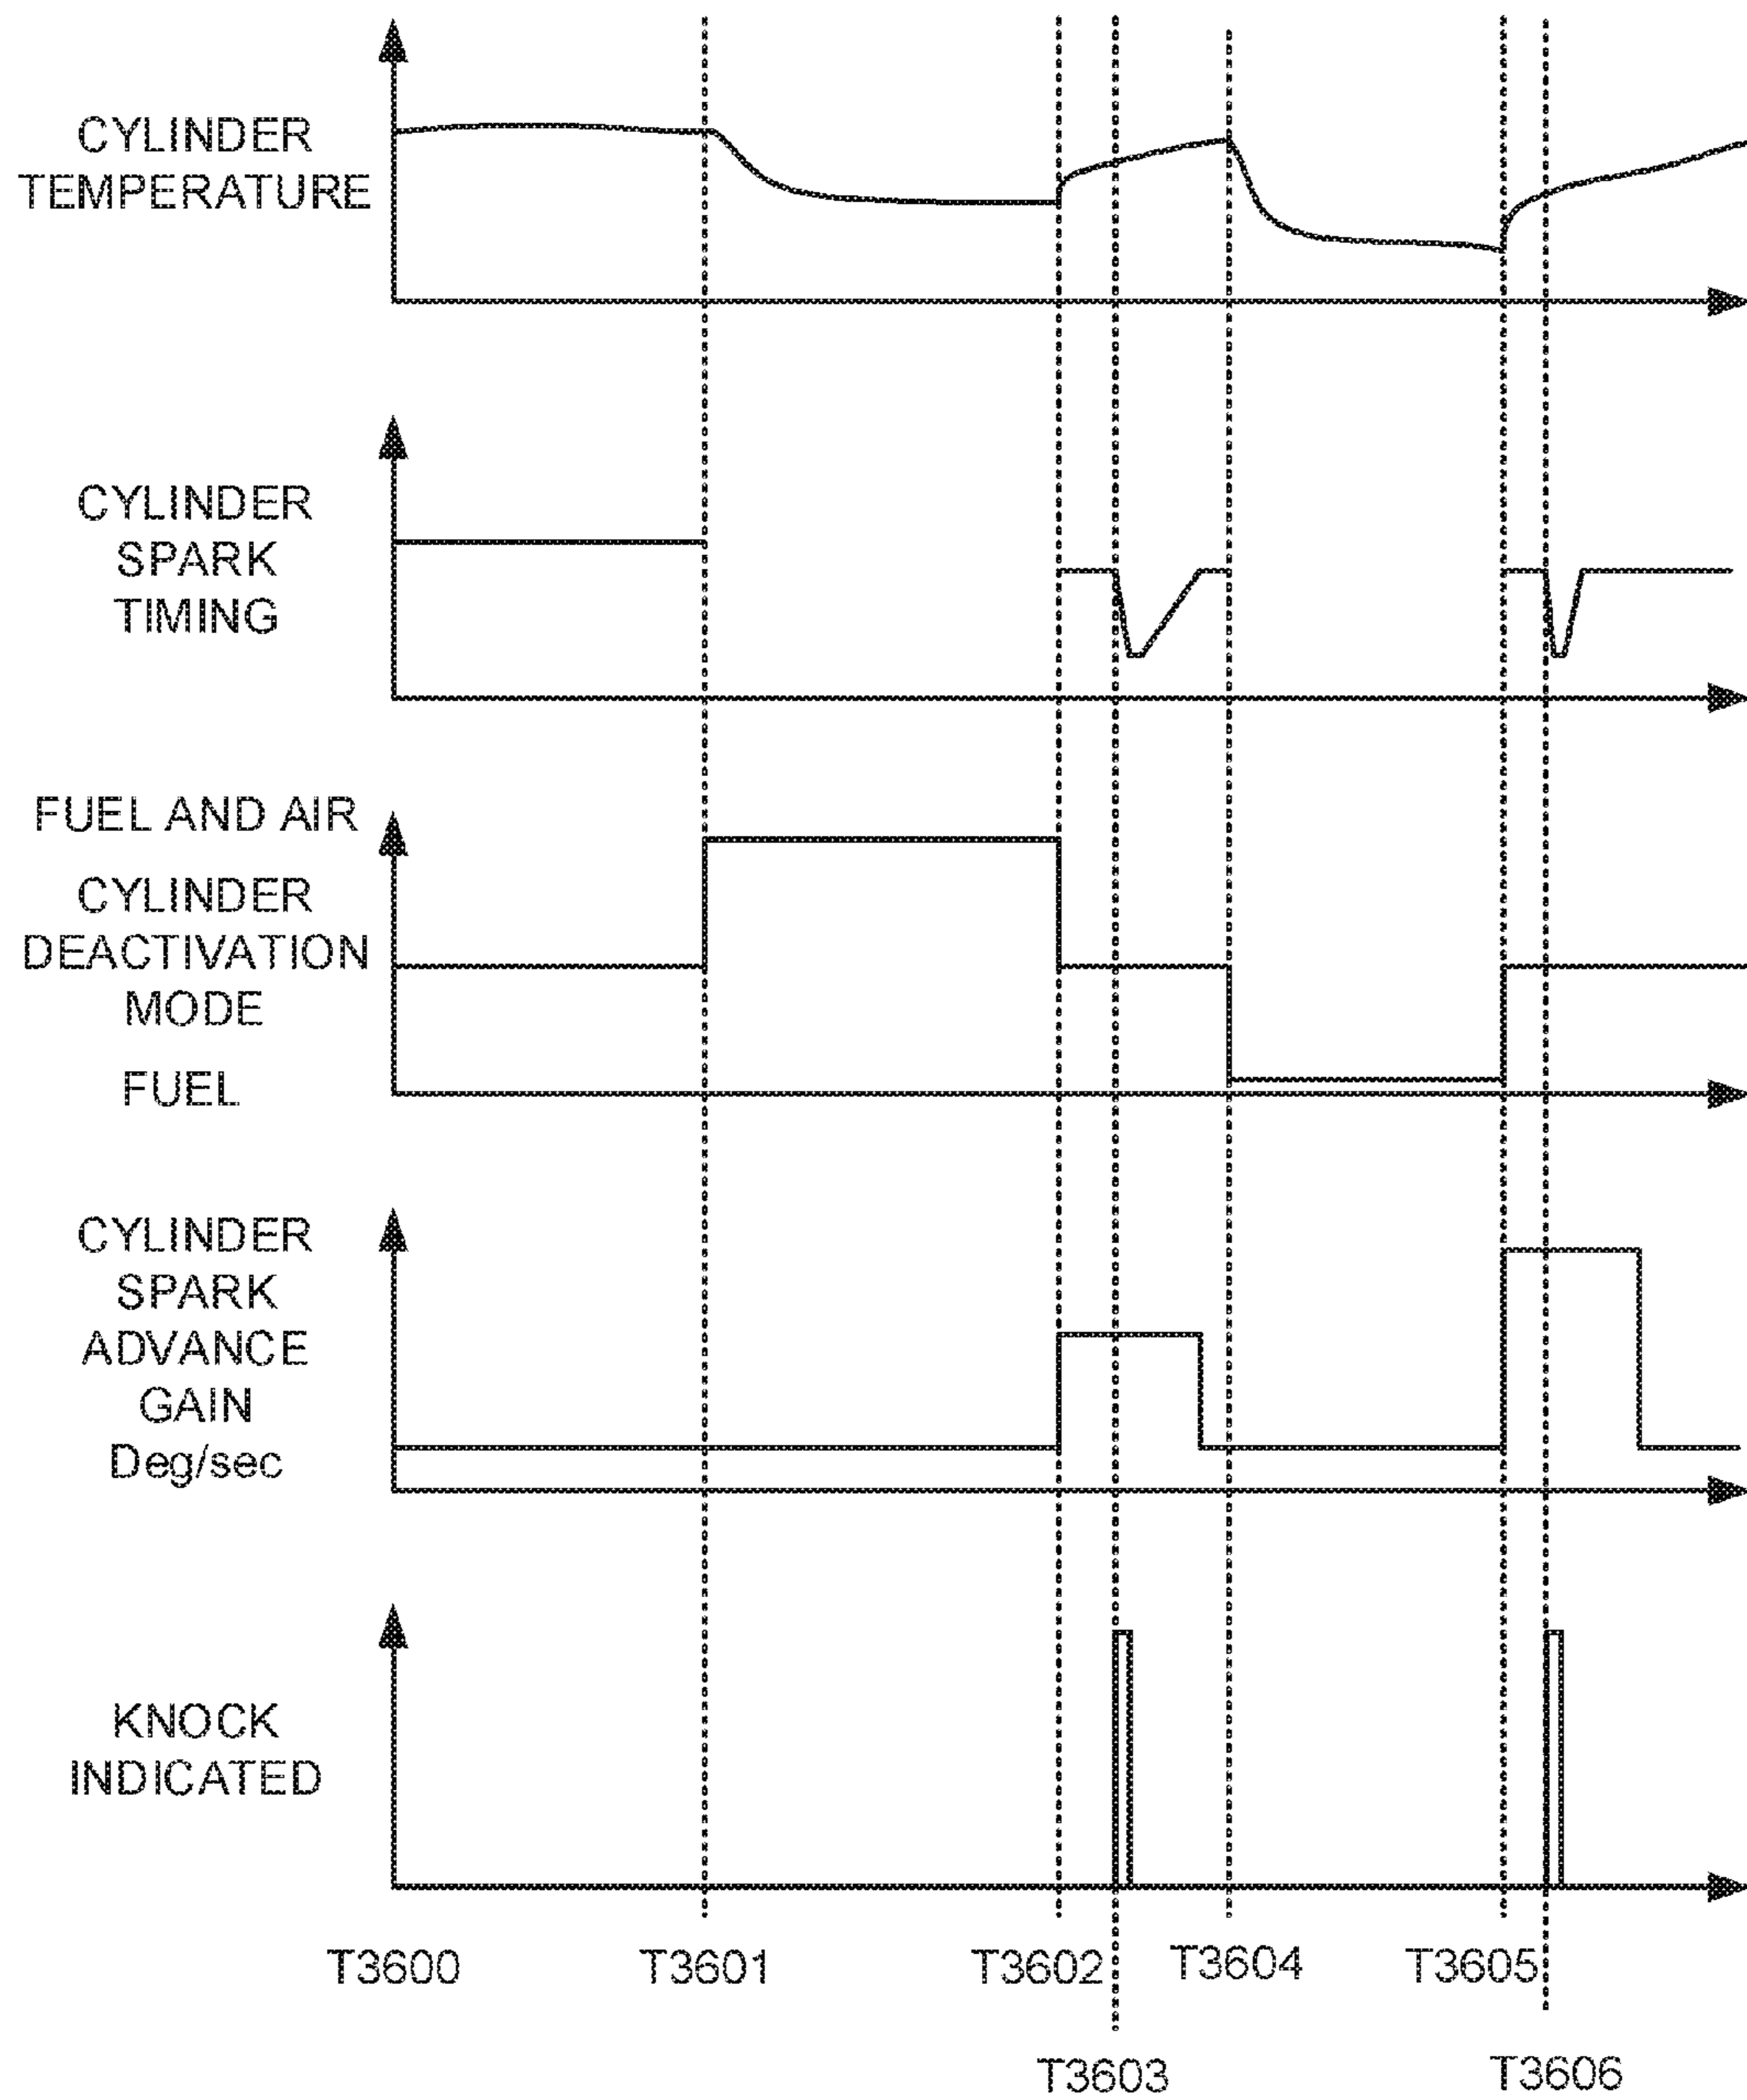 CYLINDER
TEMPERATURE
CYLINDER
SPARK
TIMING
FUEL AND AIR
CYLINDER
DEACTIVATION
MODE
FUEL
CYLINDER
SPARK
ADVANCE
GAIN
Deg/sec
KNOCK
INDICATED
T3600 T3601 T3602 T3604 T3605
T3603 T3606